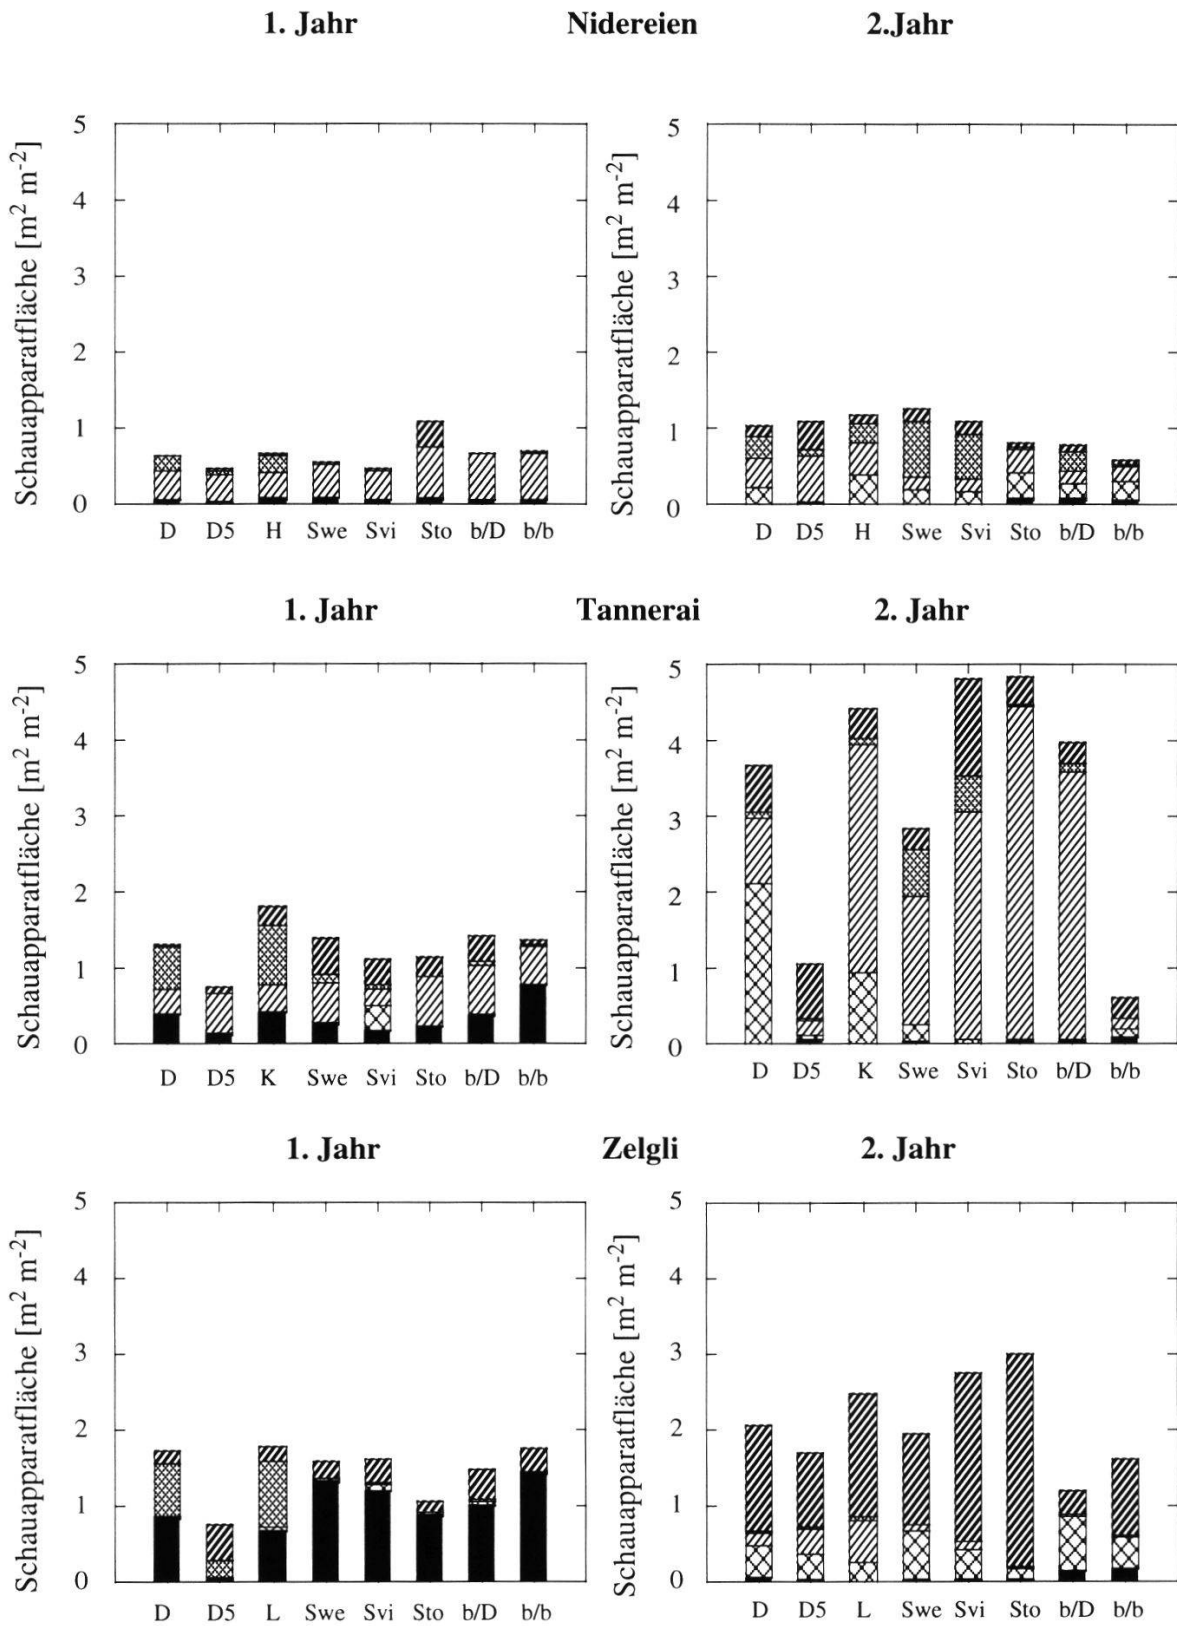 1. Jahr Nidereien 2.Jahr
Schauapparatfläche [m² m⁻²]
5
4
3
2
1
0
D D5 H Swe Svi Sto b/D b/b
Schauapparatfläche [m² m⁻²]
5
4
3
2
1
0
D D5 H Swe Svi Sto b/D b/b
1. Jahr Tannerai 2. Jahr
Schauapparatfläche [m² m⁻²]
5
4
3
2
1
0
D D5 K Swe Svi Sto b/D b/b
Schauapparatfläche [m² m⁻²]
5
4
3
2
1
0
D D5 K Swe Svi Sto b/D b/b
1. Jahr Zelgli 2. Jahr
Schauapparatfläche [m² m⁻²]
5
4
3
2
1
0
D D5 L Swe Svi Sto b/D b/b
Schauapparatfläche [m² m⁻²]
5
4
3
2
1
0
D D5 L Swe Svi Sto b/D b/b